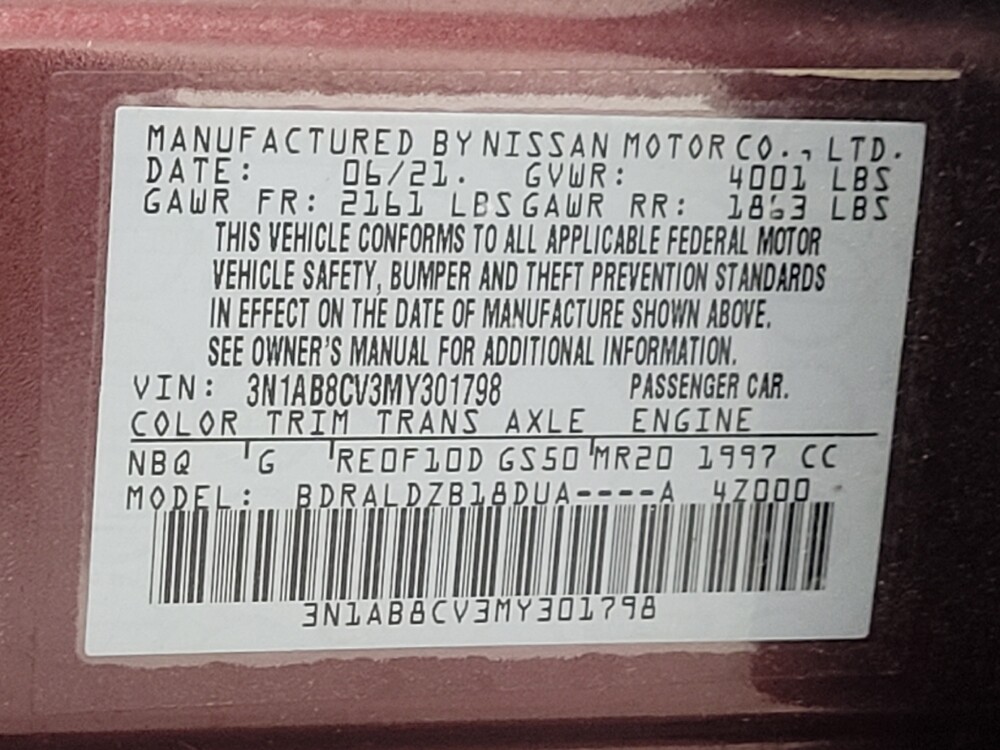 MANUFACTURED BY NISSAN MOTOR CO., LTD.
DATE: 06/21. GVWR: 4001 LBS
GAWR FR: 2161 LBS GAWR RR: 1863 LBS
THIS VEHICLE CONFORMS TO ALL APPLICABLE FEDERAL MOTOR
VEHICLE SAFETY, BUMPER AND THEFT PREVENTION STANDARDS
IN EFFECT ON THE DATE OF MANUFACTURE SHOWN ABOVE.
SEE OWNER'S MANUAL FOR ADDITIONAL INFORMATION.
VIN: 3N1AB8CV3MY301798 PASSENGER CAR.
COLOR TRIM TRANS AXLE ENGINE
NBQ G RE0F10D GS50 MR20 1997 CC
MODEL: BDRALDZB18DUA----A 4Z000
3N1AB8CV3MY301798